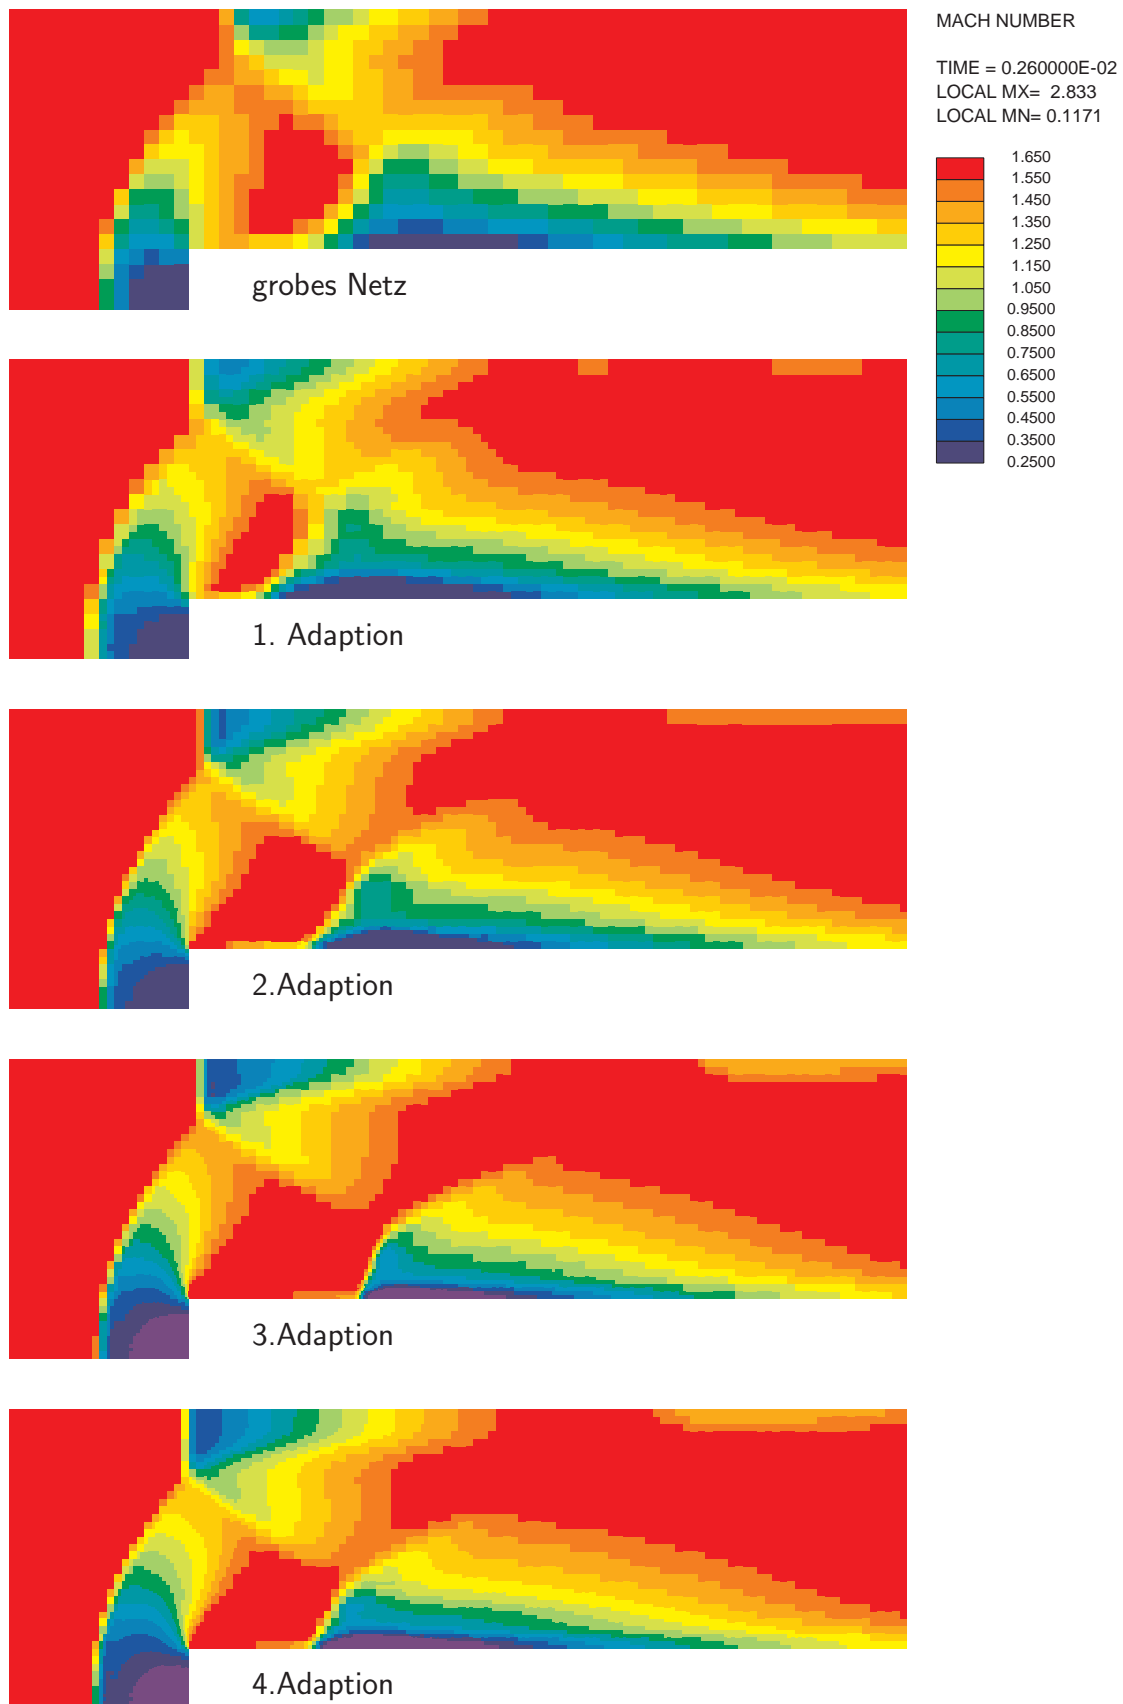 MACH NUMBER
TIME = 0.260000E-02
LOCAL MX=  2.833
LOCAL MN= 0.1171
1.650
1.550
1.450
1.350
1.250
1.150
1.050
0.9500
0.8500
0.7500
0.6500
0.5500
0.4500
0.3500
0.2500
grobes Netz
1. Adaption
2.Adaption
3.Adaption
4.Adaption